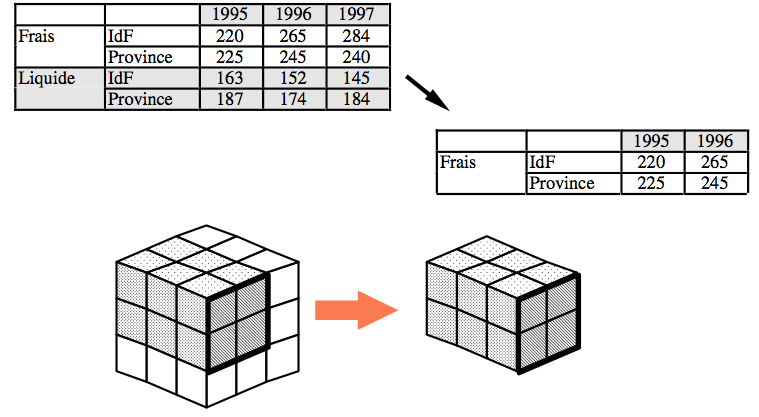 1995 1996 1997
Frais IdF 220 265 284
Province 225 245 240
Liquide IdF 163 152 145
Province 187 174 184
1995 1996
Frais IdF 220 265
Province 225 245